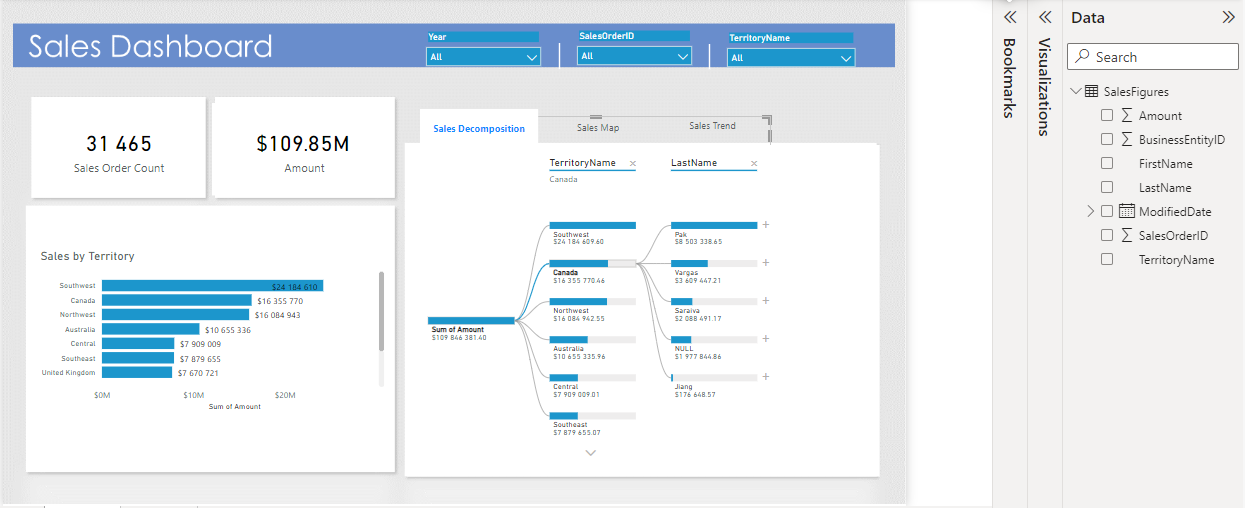 Sales Dashboard
Year
All
SalesOrderID
All
TerritoryName
All
31 465
Sales Order Count
$109.85M
Amount
Sales by Territory
Southwest $24 184 610
Canada $16 355 770
Northwest $16 084 943
Australia $10 655 336
Central $7 909 009
Southeast $7 879 655
United Kingdom $7 670 721
$0M $10M $20M
Sum of Amount
Sales Decomposition
Sales Map
Sales Trend
TerritoryName
Canada
LastName
Sum of Amount
$109 846 381.40
Southwest
$24 184 609.60
Canada
$16 355 770.46
Northwest
$16 084 942.55
Australia
$10 655 335.96
Central
$7 909 009.01
Southeast
$7 879 655.07
Pak
$8 503 338.65
Vargas
$3 609 447.21
Saraiva
$2 088 491.17
NULL
$1 977 844.86
Jiang
$176 648.57
Bookmarks
Visualizations
Data
Search
SalesFigures
Amount
BusinessEntityID
FirstName
LastName
ModifiedDate
SalesOrderID
TerritoryName